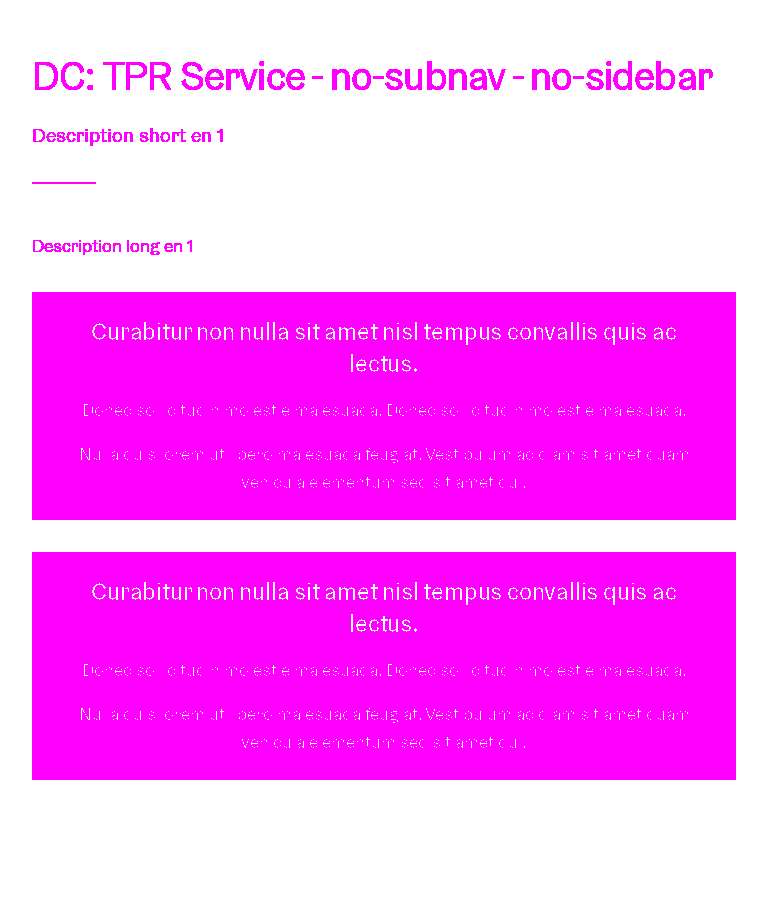 DC: TPR Service - no-subnav - no-sidebar
Description short en 1
Description long en 1
Curabitur non nulla sit amet nisl tempus convallis quis ac
lectus.
Donec sollicitudin molestie malesuada. Donec sollicitudin molestie malesuada.
Nulla quis lorem ut libero malesuada feugiat. Vestibulum ac diam sit amet quam
vehicula elementum sed sit amet dui.
Curabitur non nulla sit amet nisl tempus convallis quis ac
lectus.
Donec sollicitudin molestie malesuada. Donec sollicitudin molestie malesuada.
Nulla quis lorem ut libero malesuada feugiat. Vestibulum ac diam sit amet quam
vehicula elementum sed sit amet dui.